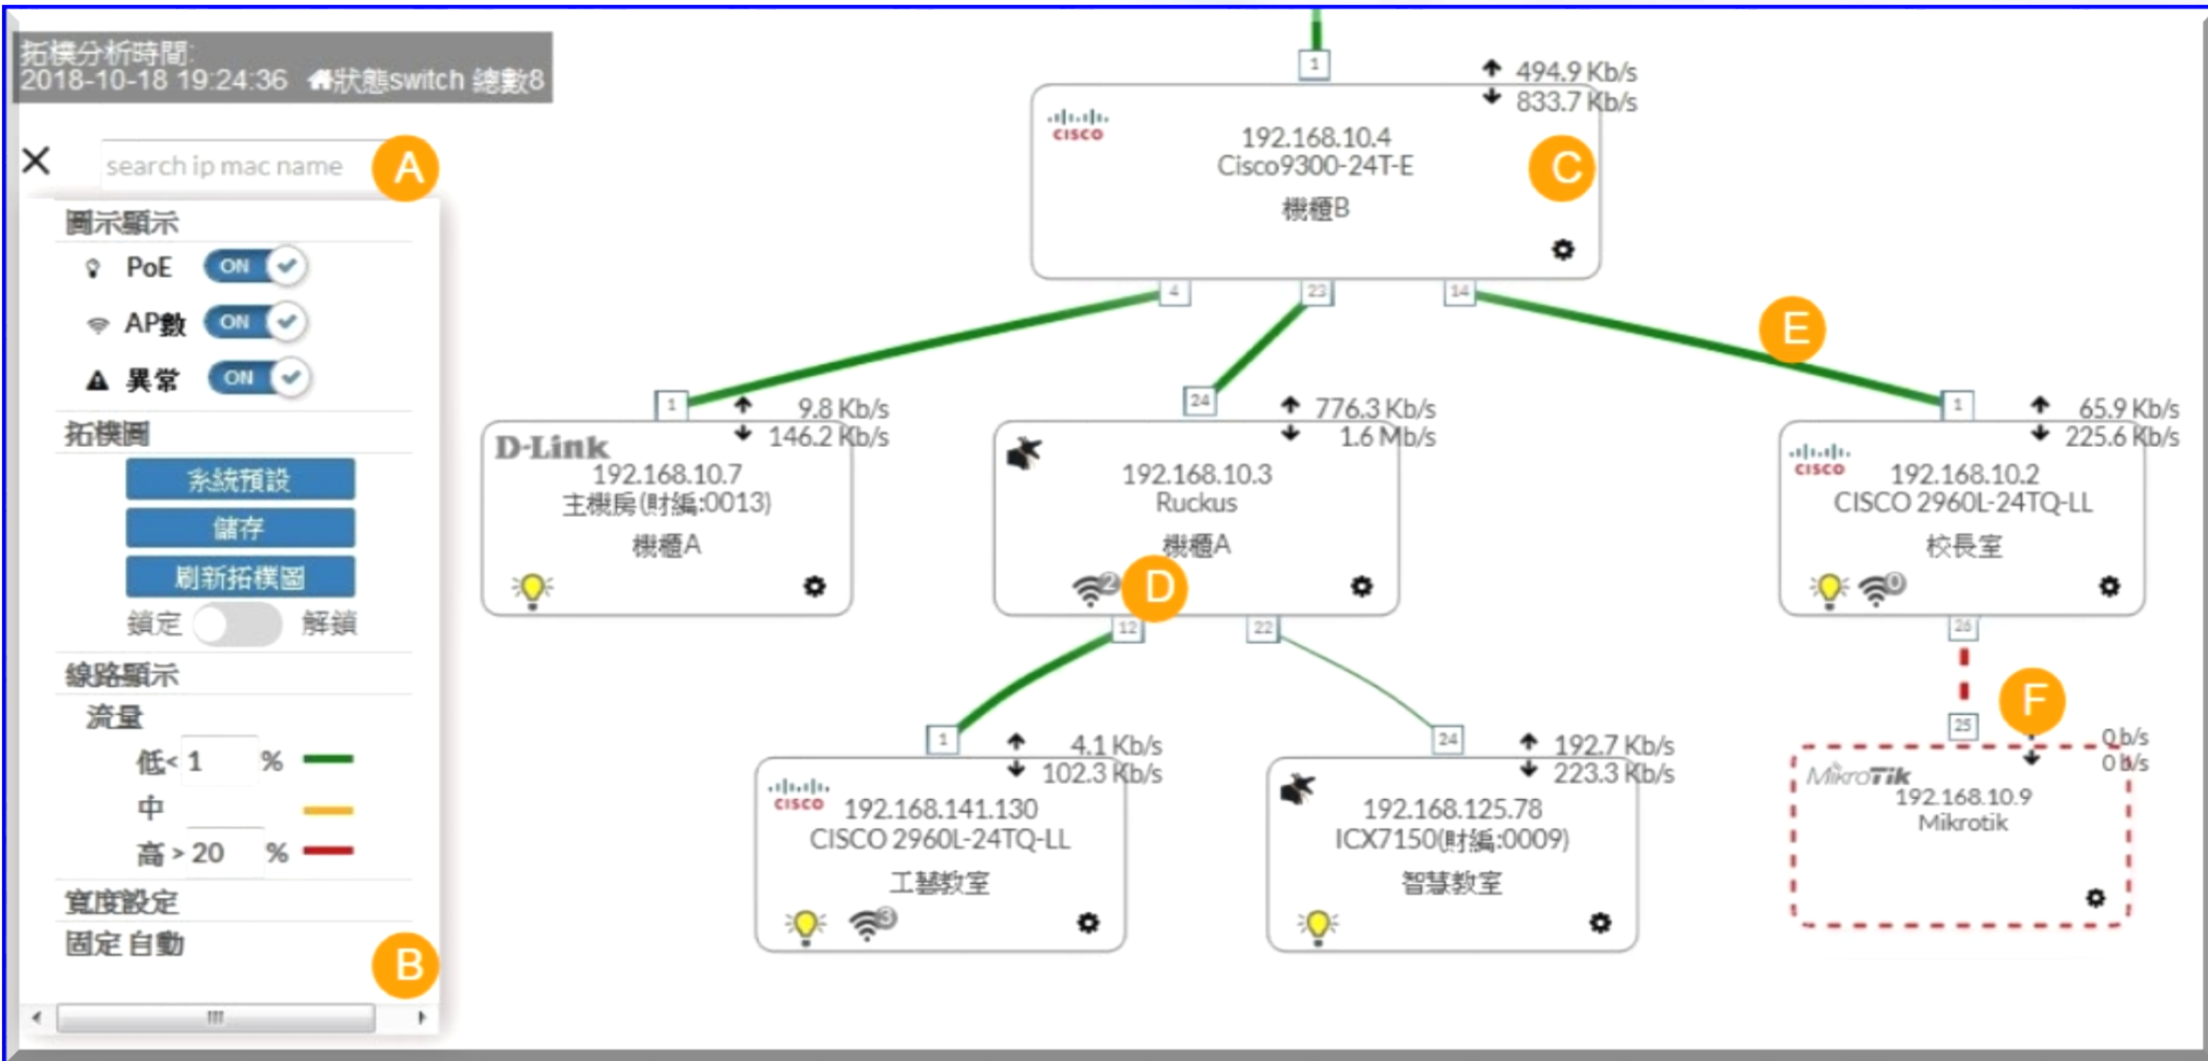 拓樸分析時間:
2018-10-18 19:24:36 狀態switch 總數8
search ip mac name
A
圖示顯示
PoE ON
AP數 ON
異常 ON
拓樸圖
系統預設
儲存
刷新拓樸圖
鎖定 解鎖
線路顯示
流量
低< 1 %
中
高 > 20 %
寬度設定
固定 自動
B
1
494.9 Kb/s
833.7 Kb/s
CISCO
192.168.10.4
Cisco9300-24T-E
機櫃B
C
4 23 14
E
1
9.8 Kb/s
146.2 Kb/s
D-Link
192.168.10.7
主機房(財編:0013)
機櫃A
24
776.3 Kb/s
1.6 Mb/s
192.168.10.3
Ruckus
機櫃A
2
D
12 22
1
65.9 Kb/s
225.6 Kb/s
CISCO
192.168.10.2
CISCO 2960L-24TQ-LL
校長室
0
26
1
4.1 Kb/s
102.3 Kb/s
CISCO
192.168.141.130
CISCO 2960L-24TQ-LL
工藝教室
3
24
192.7 Kb/s
223.3 Kb/s
192.168.125.78
ICX7150(財編:0009)
智慧教室
F
25
0 b/s
0 b/s
MikroTik
192.168.10.9
Mikrotik